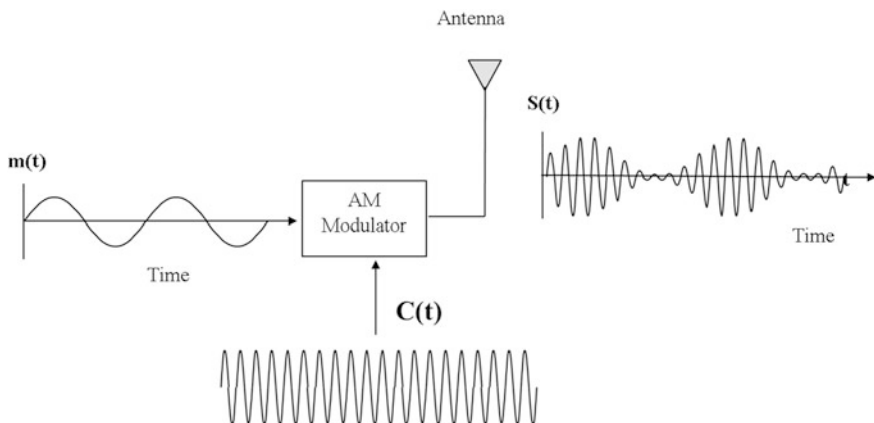 Antenna
S(t)
m(t)
AM
Modulator
t
Time
Time
C(t)